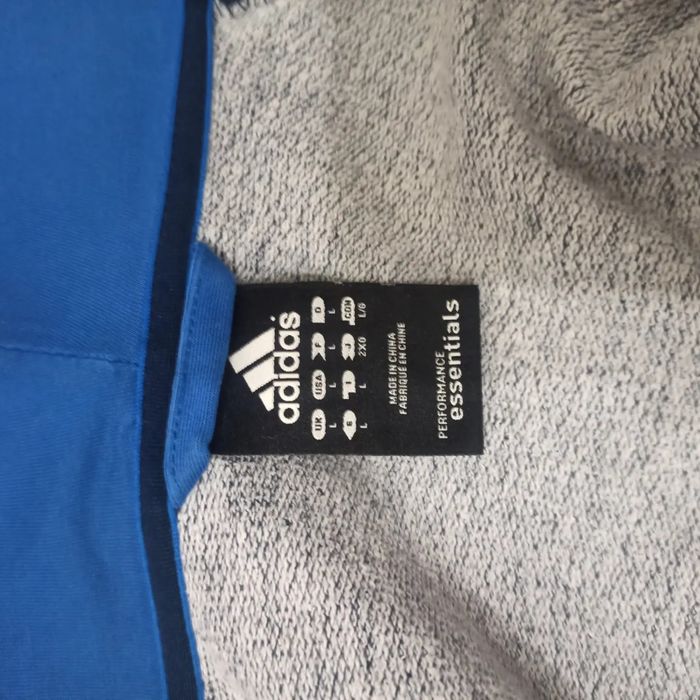 adidas
UK USA F D
L L L L
E I J .COM
L L 2XG L/G
MADE IN CHINA
FABRIQUÉ EN CHINE
PERFORMANCE
essentials